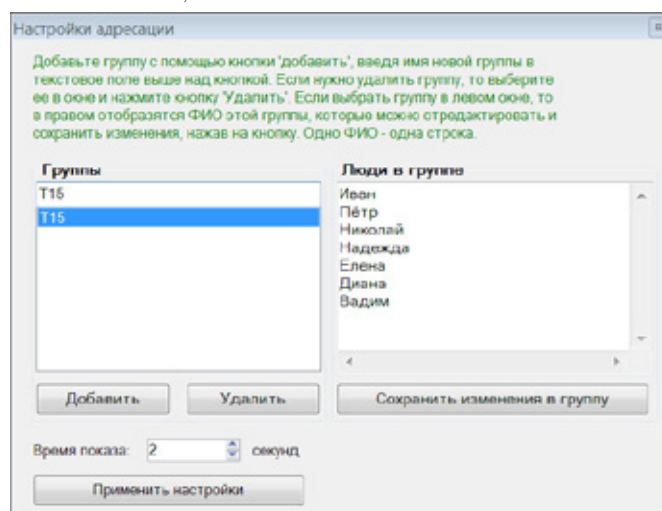 Настройки адресации
Добавьте группу с помощью кнопки 'добавить', введя имя новой группы в
текстовое поле выше над кнопкой. Если нужно удалить группу, то выберите
ее в окне и нажмите кнопку 'Удалить'. Если выбрать группу в левом окне, то
в правом отобразятся ФИО этой группы, которые можно отродактировать и
сохранить изменения, нажав на кнопку. Одно ФИО - одна строка.
Группы
Люди в группе
Т15
Т15
Иван
Пётр
Николай
Надежда
Елена
Диана
Вадим
Добавить
Удалить
Сохранить изменения в группу
Время показа: 2 секунд
Применить настройки